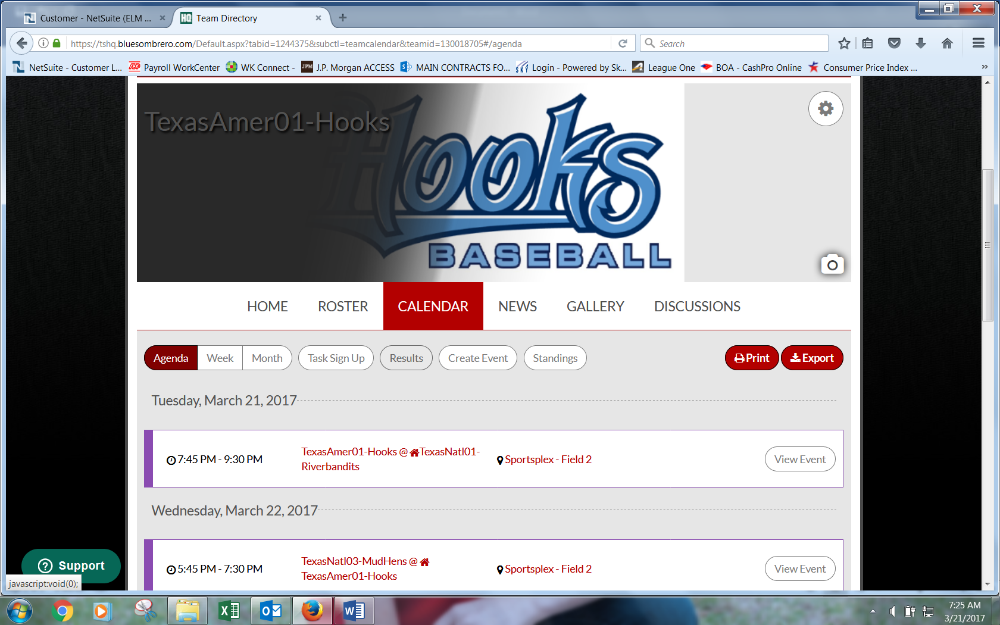 Customer - NetSuite (ELM ...
HQ Team Directory
https://tshq.bluesombrero.com/Default.aspx?tabid=1244375&subctl=teamcalendar&teamid=130018705#/agenda
Search
NetSuite - Customer L...
ADP Payroll WorkCenter
WK Connect -
JPM J.P. Morgan ACCESS
MAIN CONTRACTS FO...
SKY Login - Powered by Sk...
League One
BOA - CashPro Online
Consumer Price Index ...
TexasAmer01-Hooks
Hooks
BASEBALL
HOME ROSTER CALENDAR NEWS GALLERY DISCUSSIONS
Agenda Week Month Task Sign Up Results Create Event Standings Print Export
Tuesday, March 21, 2017
7:45 PM - 9:30 PM
TexasAmer01-Hooks @ TexasNatl01-
Riverbandits
Sportsplex - Field 2
View Event
Wednesday, March 22, 2017
5:45 PM - 7:30 PM
TexasNatl03-MudHens @
TexasAmer01-Hooks
Sportsplex - Field 2
View Event
Support
javascript:void(0);
7:25 AM
3/21/2017